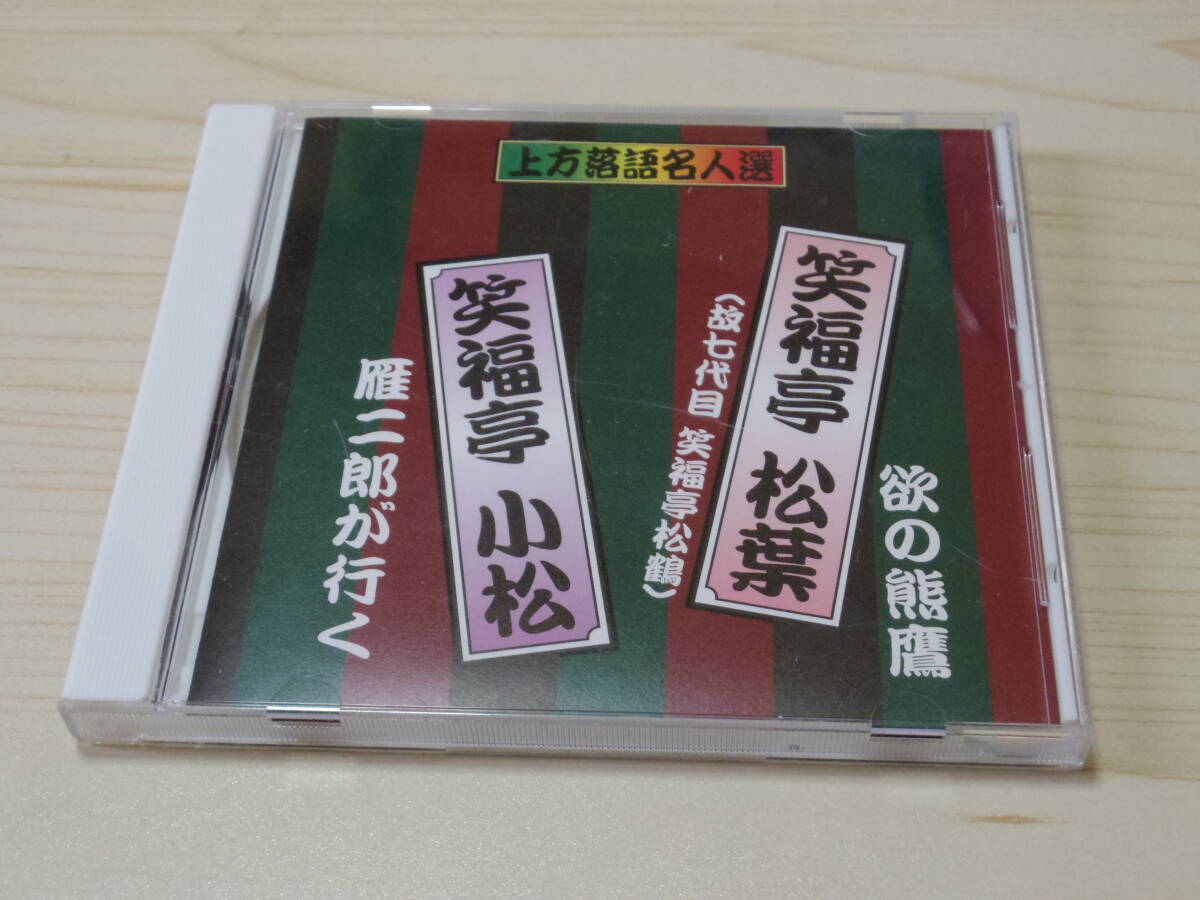 上方落語名人選
欲の熊鷹
笑福亭 松葉
（故七代目 笑福亭松鶴）
笑福亭 小松
雁二郎が行く